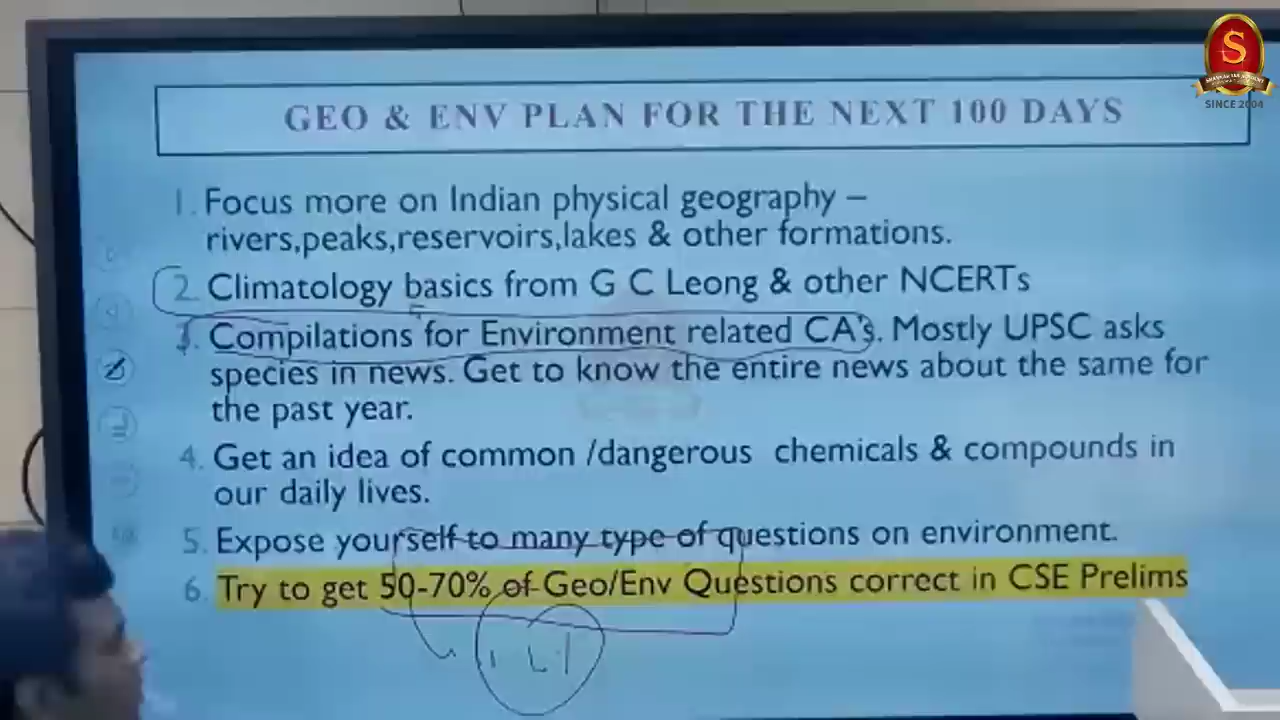 S
SHANKAR IAS ACADEMY
SINCE 2004
GEO & ENV PLAN FOR THE NEXT 100 DAYS
1. Focus more on Indian physical geography –
rivers,peaks,reservoirs,lakes & other formations.
2. Climatology basics from G C Leong & other NCERTs
3. Compilations for Environment related CA's. Mostly UPSC asks
species in news. Get to know the entire news about the same for
the past year.
4. Get an idea of common /dangerous chemicals & compounds in
our daily lives.
5. Expose yourself to many type of questions on environment.
6. Try to get 50-70% of Geo/Env Questions correct in CSE Prelims